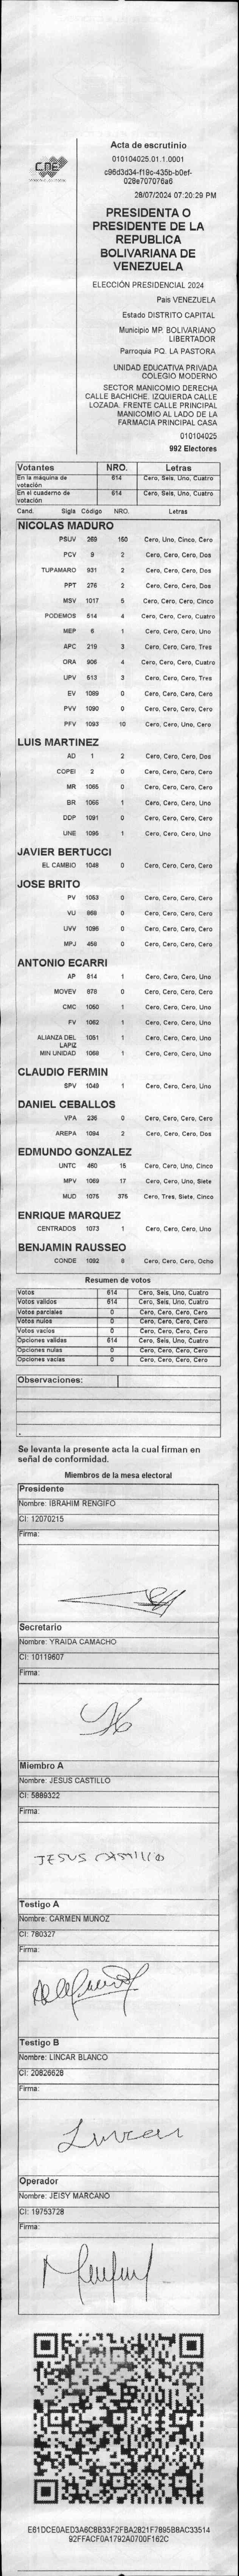 CNE
Acta de escrutinio
010104025.01.1.0001
c96d3d34-f19c-435b-b0ef-
028e707076a6
28/07/2024 07:20:29 PM
PRESIDENTA O
PRESIDENTE DE LA
REPUBLICA
BOLIVARIANA DE
VENEZUELA
ELECCIÓN PRESIDENCIAL 2024
País VENEZUELA
Estado DISTRITO CAPITAL
Municipio MP. BOLIVARIANO
LIBERTADOR
Parroquia PQ. LA PASTORA
UNIDAD EDUCATIVA PRIVADA
COLEGIO MODERNO
SECTOR MANICOMIO DERECHA
CALLE BACHICHE. IZQUIERDA CALLE
LOZADA. FRENTE CALLE PRINCIPAL
MANICOMIO AL LADO DE LA
FARMACIA PRINCIPAL CASA
010104025
992 Electores
Votantes NRO. Letras
En la máquina de votación 614 Cero, Seis, Uno, Cuatro
En el cuaderno de votación 614 Cero, Seis, Uno, Cuatro
Cand. Sigla Código NRO. Letras
NICOLAS MADURO
PSUV 269 150 Cero, Uno, Cinco, Cero
PCV 9 2 Cero, Cero, Cero, Dos
TUPAMARO 931 2 Cero, Cero, Cero, Dos
PPT 276 2 Cero, Cero, Cero, Dos
MSV 1017 5 Cero, Cero, Cero, Cinco
PODEMOS 514 4 Cero, Cero, Cero, Cuatro
MEP 6 1 Cero, Cero, Cero, Uno
APC 219 3 Cero, Cero, Cero, Tres
ORA 906 4 Cero, Cero, Cero, Cuatro
UPV 513 3 Cero, Cero, Cero, Tres
EV 1089 0 Cero, Cero, Cero, Cero
PVV 1090 0 Cero, Cero, Cero, Cero
PFV 1093 10 Cero, Cero, Uno, Cero
LUIS MARTINEZ
AD 1 2 Cero, Cero, Cero, Dos
COPEI 2 0 Cero, Cero, Cero, Cero
MR 1065 0 Cero, Cero, Cero, Cero
BR 1066 1 Cero, Cero, Cero, Uno
DDP 1091 0 Cero, Cero, Cero, Cero
UNE 1095 1 Cero, Cero, Cero, Uno
JAVIER BERTUCCI
EL CAMBIO 1048 0 Cero, Cero, Cero, Cero
JOSE BRITO
PV 1053 0 Cero, Cero, Cero, Cero
VU 868 0 Cero, Cero, Cero, Cero
UVV 1096 0 Cero, Cero, Cero, Cero
MPJ 458 0 Cero, Cero, Cero, Cero
ANTONIO ECARRI
AP 814 1 Cero, Cero, Cero, Uno
MOVEV 878 0 Cero, Cero, Cero, Cero
CMC 1050 1 Cero, Cero, Cero, Uno
FV 1062 1 Cero, Cero, Cero, Uno
ALIANZA DEL LAPIZ 1051 1 Cero, Cero, Cero, Uno
MIN UNIDAD 1068 1 Cero, Cero, Cero, Uno
CLAUDIO FERMIN
SPV 1049 1 Cero, Cero, Cero, Uno
DANIEL CEBALLOS
VPA 236 0 Cero, Cero, Cero, Cero
AREPA 1094 2 Cero, Cero, Cero, Dos
EDMUNDO GONZALEZ
UNTC 460 15 Cero, Cero, Uno, Cinco
MPV 1069 17 Cero, Cero, Uno, Siete
MUD 1075 375 Cero, Tres, Siete, Cinco
ENRIQUE MARQUEZ
CENTRADOS 1073 1 Cero, Cero, Cero, Uno
BENJAMIN RAUSSEO
CONDE 1092 8 Cero, Cero, Cero, Ocho
Resumen de votos
Votos 614 Cero, Seis, Uno, Cuatro
Votos validos 614 Cero, Seis, Uno, Cuatro
Votos parciales 0 Cero, Cero, Cero, Cero
Votos nulos 0 Cero, Cero, Cero, Cero
Votos vacios 0 Cero, Cero, Cero, Cero
Opciones validas 614 Cero, Seis, Uno, Cuatro
Opciones nulas 0 Cero, Cero, Cero, Cero
Opciones vacias 0 Cero, Cero, Cero, Cero
Observaciones:
Se levanta la presente acta la cual firman en
señal de conformidad.
Miembros de la mesa electoral
Presidente
Nombre: IBRAHIM RENGIFO
CI: 12070215
Firma:
Secretario
Nombre: YRAIDA CAMACHO
CI: 10119607
Firma:
Miembro A
Nombre: JESUS CASTILLO
CI: 5889322
Firma:
JESUS CASTILLO
Testigo A
Nombre: CARMEN MUÑOZ
CI: 780327
Firma:
Testigo B
Nombre: LINCAR BLANCO
CI: 20826628
Firma:
Operador
Nombre: JEISY MARCANO
CI: 19753728
Firma:
E61DCE0AED3A6C8B33F2FBA2821F7895BBAC33514
92FFACF0A1792A0700F162C